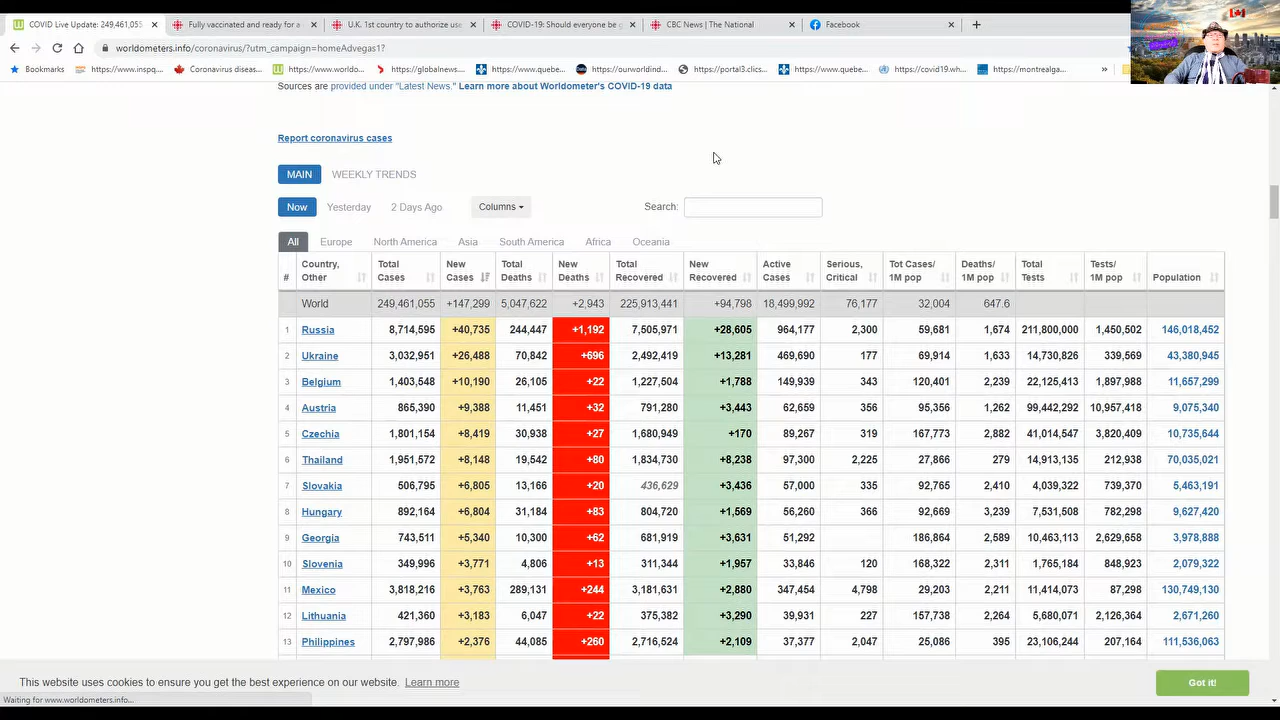 COVID Live Update: 249,461,055
Fully vaccinated and ready for a
U.K. 1st country to authorize use
COVID-19: Should everyone be g
CBC News | The National
Facebook
worldometers.info/coronavirus/?utm_campaign=homeAdvegas1?
Bookmarks
https://www.inspq...
Coronavirus diseas...
https://www.worldo...
https://globalnews...
https://www.quebe...
https://ourworldind...
https://portal3.clics...
https://www.quebe...
https://covid19.wh...
https://montrealga...
Sources are provided under "Latest News." Learn more about Worldometer's COVID-19 data
Report coronavirus cases
MAIN WEEKLY TRENDS
Now Yesterday 2 Days Ago Columns Search:
All Europe North America Asia South America Africa Oceania
# Country, Other Total Cases New Cases Total Deaths New Deaths Total Recovered New Recovered Active Cases Serious, Critical Tot Cases/ 1M pop Deaths/ 1M pop Total Tests Tests/ 1M pop Population
World 249,461,055 +147,299 5,047,622 +2,943 225,913,441 +94,798 18,499,992 76,177 32,004 647.6
1 Russia 8,714,595 +40,735 244,447 +1,192 7,505,971 +28,605 964,177 2,300 59,681 1,674 211,800,000 1,450,502 146,018,452
2 Ukraine 3,032,951 +26,488 70,842 +696 2,492,419 +13,281 469,690 177 69,914 1,633 14,730,826 339,569 43,380,945
3 Belgium 1,403,548 +10,190 26,105 +22 1,227,504 +1,788 149,939 343 120,401 2,239 22,125,413 1,897,988 11,657,299
4 Austria 865,390 +9,388 11,451 +32 791,280 +3,443 62,659 356 95,356 1,262 99,442,292 10,957,418 9,075,340
5 Czechia 1,801,154 +8,419 30,938 +27 1,680,949 +170 89,267 319 167,773 2,882 41,014,547 3,820,409 10,735,644
6 Thailand 1,951,572 +8,148 19,542 +80 1,834,730 +8,238 97,300 2,225 27,866 279 14,913,135 212,938 70,035,021
7 Slovakia 506,795 +6,805 13,166 +20 436,629 +3,436 57,000 335 92,765 2,410 4,039,322 739,370 5,463,191
8 Hungary 892,164 +6,804 31,184 +83 804,720 +1,569 56,260 366 92,669 3,239 7,531,508 782,298 9,627,420
9 Georgia 743,511 +5,340 10,300 +62 681,919 +3,631 51,292 186,864 2,589 10,463,113 2,629,658 3,978,888
10 Slovenia 349,996 +3,771 4,806 +13 311,344 +1,957 33,846 120 168,322 2,311 1,765,184 848,923 2,079,322
11 Mexico 3,818,216 +3,763 289,131 +244 3,181,631 +2,880 347,454 4,798 29,203 2,211 11,414,073 87,298 130,749,130
12 Lithuania 421,360 +3,183 6,047 +22 375,382 +3,290 39,931 227 157,738 2,264 5,680,071 2,126,364 2,671,260
13 Philippines 2,797,986 +2,376 44,085 +260 2,716,524 +2,109 37,377 2,047 25,086 395 23,106,244 207,164 111,536,063
This website uses cookies to ensure you get the best experience on our website. Learn more
Got it!
Waiting for www.worldometers.info...